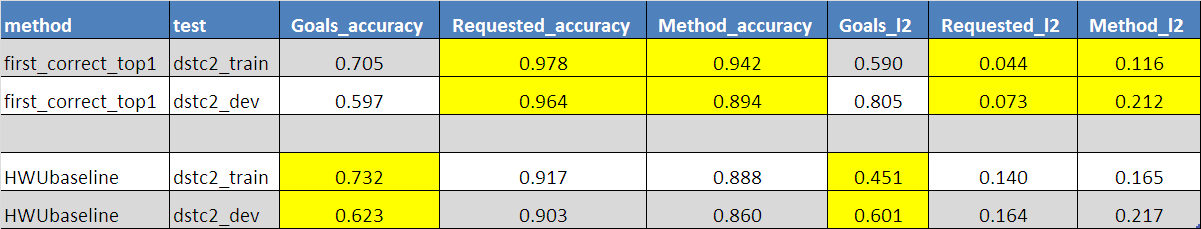 method test Goals_accuracy Requested_accuracy Method_accuracy Goals_l2 Requested_l2 Method_l2
first_correct_top1 dstc2_train 0.705 0.978 0.942 0.590 0.044 0.116
first_correct_top1 dstc2_dev 0.597 0.964 0.894 0.805 0.073 0.212
HWUbaseline dstc2_train 0.732 0.917 0.888 0.451 0.140 0.165
HWUbaseline dstc2_dev 0.623 0.903 0.860 0.601 0.164 0.217